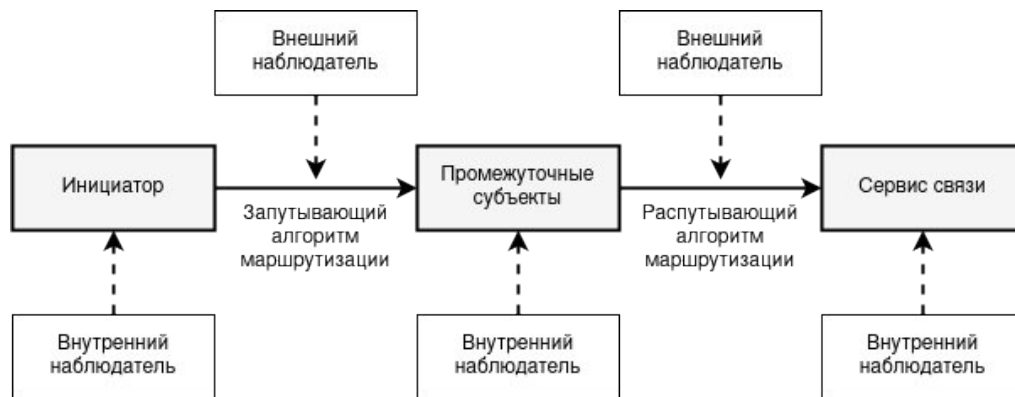 Внешний
наблюдатель
Внешний
наблюдатель
Инициатор
Промежуточные
субъекты
Сервис связи
Запутывающий
алгоритм
маршрутизации
Распутывающий
алгоритм
маршрутизации
Внутренний
наблюдатель
Внутренний
наблюдатель
Внутренний
наблюдатель